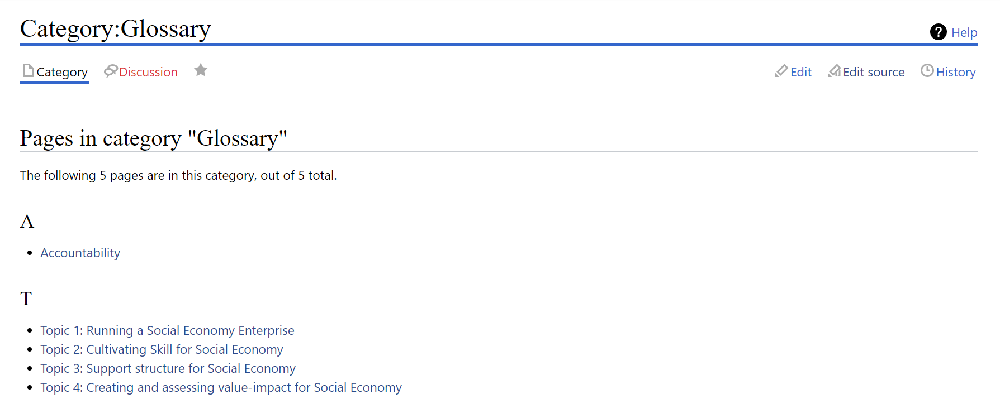 Category:Glossary
? Help
Category Discussion
Edit Edit source History
Pages in category "Glossary"
The following 5 pages are in this category, out of 5 total.
A
• Accountability
T
• Topic 1: Running a Social Economy Enterprise
• Topic 2: Cultivating Skill for Social Economy
• Topic 3: Support structure for Social Economy
• Topic 4: Creating and assessing value-impact for Social Economy